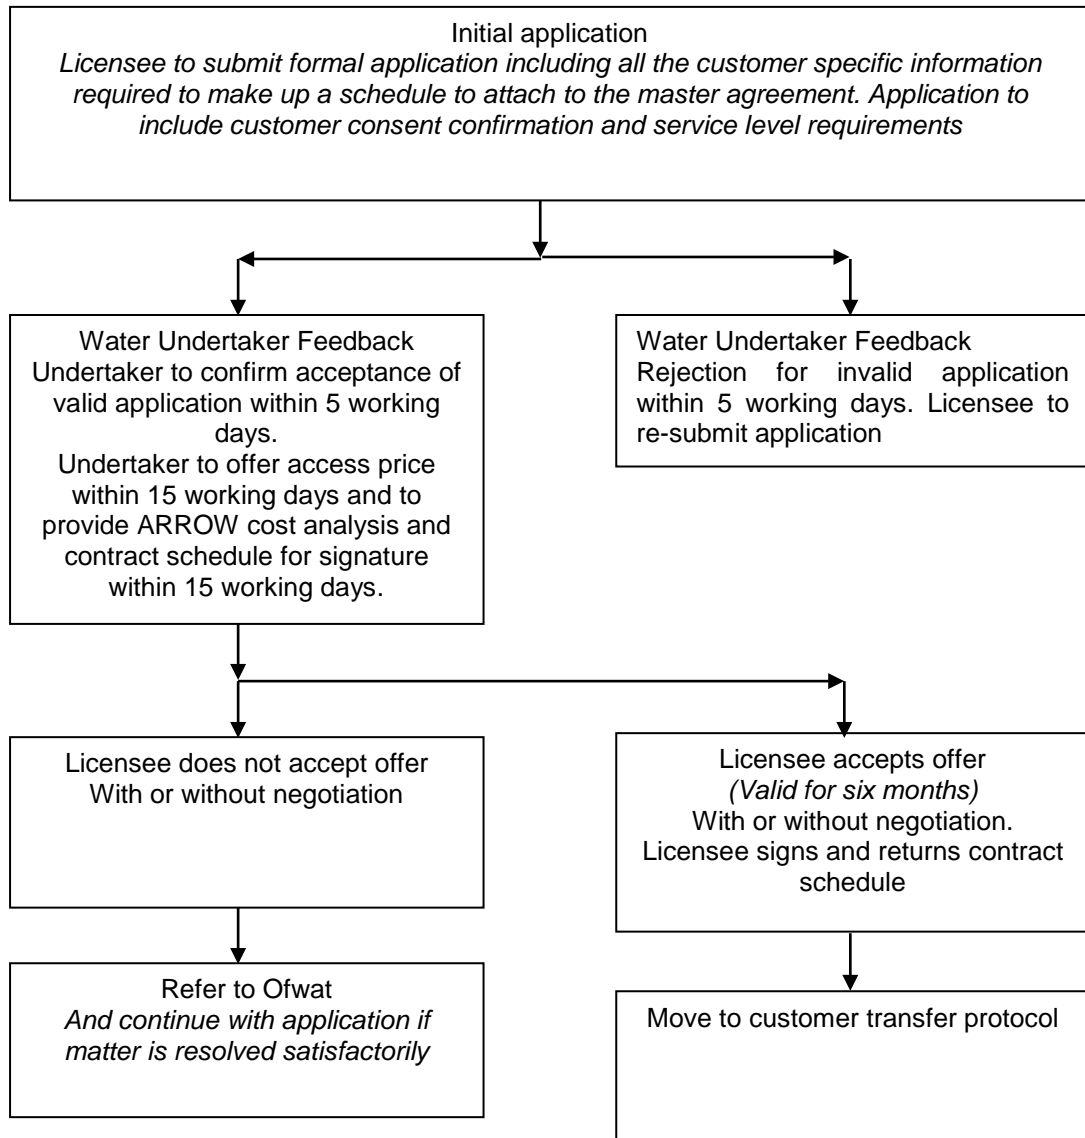 Initial application
Licensee to submit formal application including all the customer specific information
required to make up a schedule to attach to the master agreement. Application to
include customer consent confirmation and service level requirements
Water Undertaker Feedback
Undertaker to confirm acceptance of
valid application within 5 working
days.
Undertaker to offer access price
within 15 working days and to
provide ARROW cost analysis and
contract schedule for signature
within 15 working days.
Water Undertaker Feedback
Rejection for invalid application
within 5 working days. Licensee to
re-submit application
Licensee does not accept offer
With or without negotiation
Licensee accepts offer
(Valid for six months)
With or without negotiation.
Licensee signs and returns contract
schedule
Refer to Ofwat
And continue with application if
matter is resolved satisfactorily
Move to customer transfer protocol